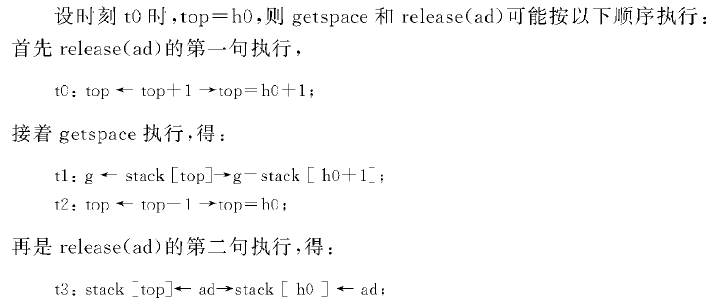 设时刻 t0 时,top=h0,则 getspace 和 release(ad)可能按以下顺序执行:
首先 release(ad)的第一句执行,
t0: top ← top+1 →top=h0+1;
接着 getspace 执行,得:
t1: g ← stack [top]→g=stack [ h0+1];
t2: top ← top-1 →top=h0;
再是 release(ad)的第二句执行,得:
t3: stack [top]← ad→stack [ h0 ] ← ad;